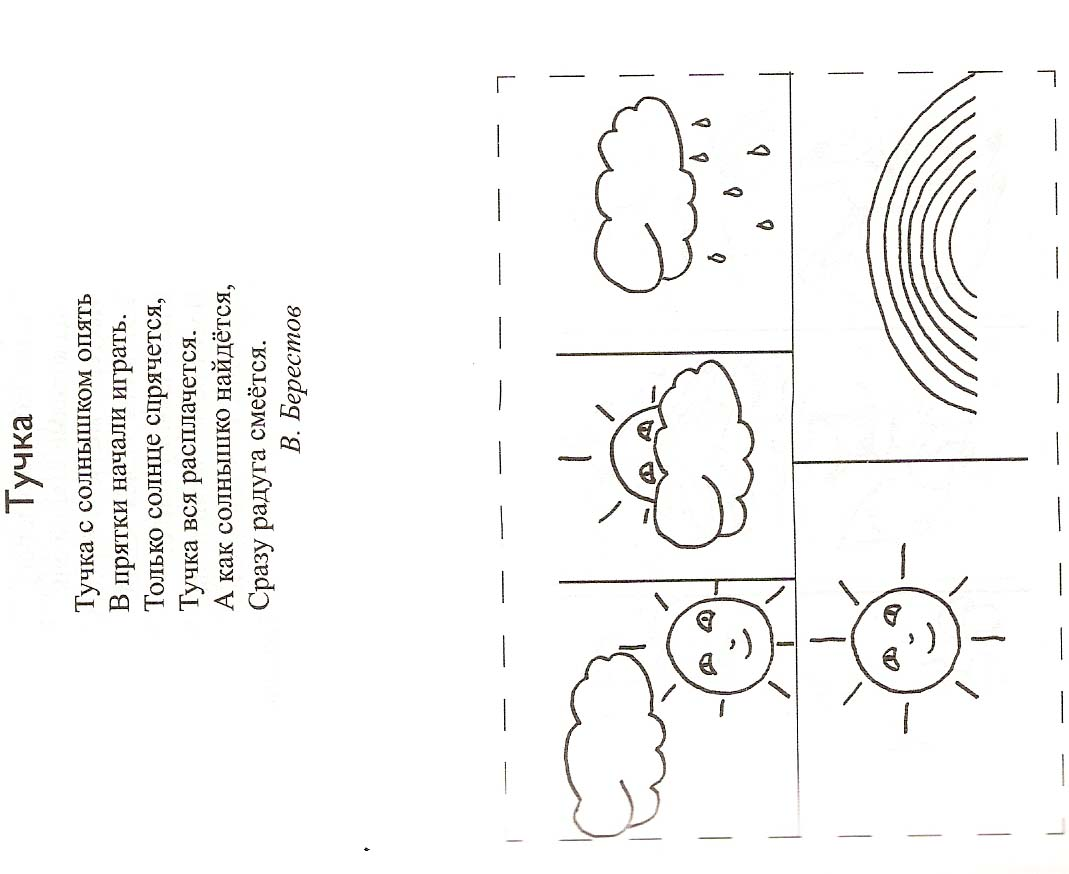 Тучка
Тучка с солнышком опять
В прятки начали играть.
Только солнце спрячется,
Тучка вся расплачется.
А как солнышко найдётся,
Сразу радуга смеётся.
В. Берестов